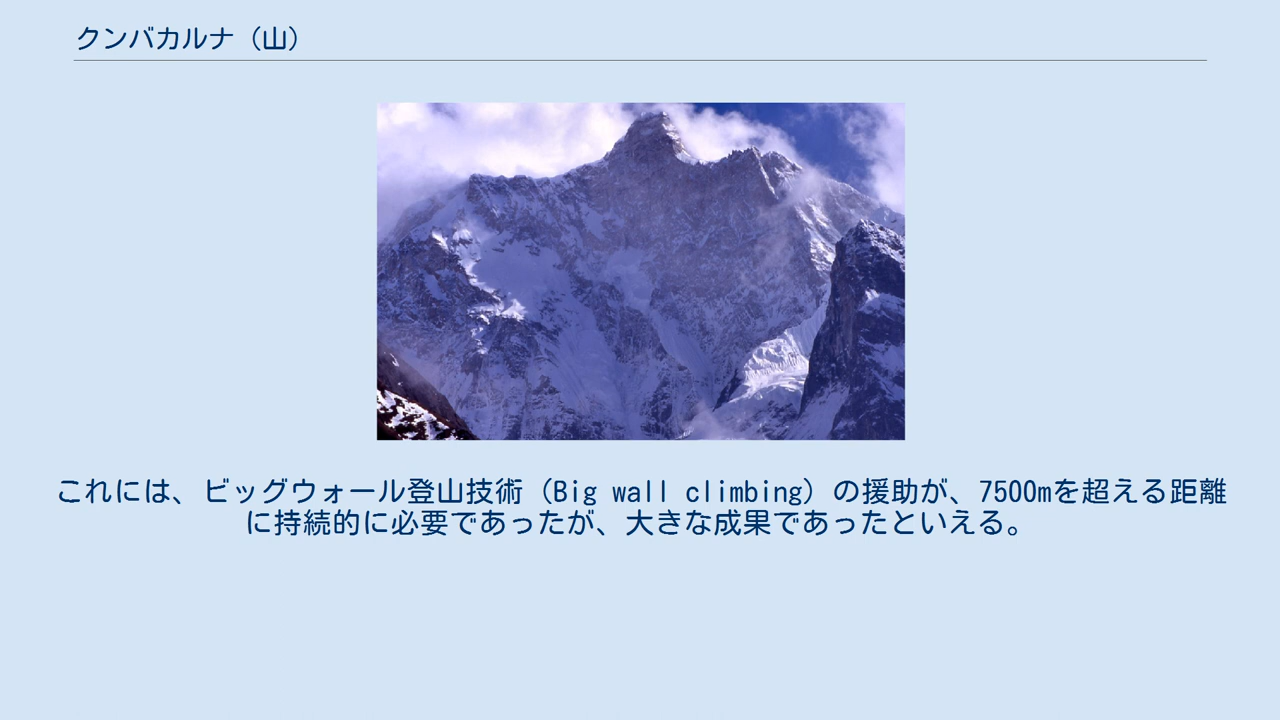 クンバカルナ（山）
これには、ビッグウォール登山技術（Big wall climbing）の援助が、7500mを超える距離
に持続的に必要であったが、大きな成果であったといえる。